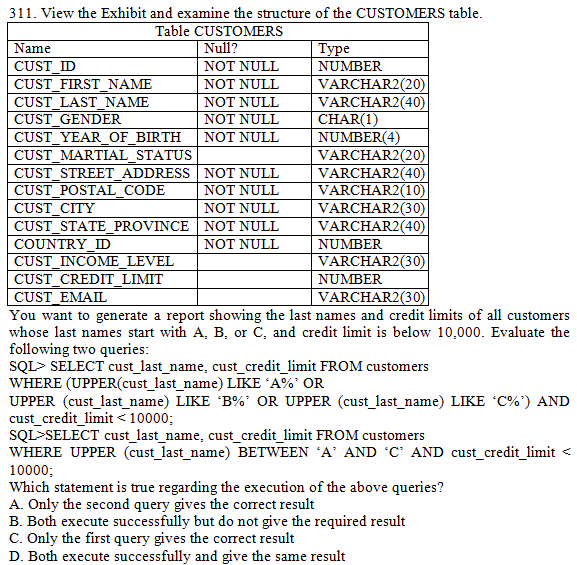 311. View the Exhibit and examine the structure of the CUSTOMERS table.
Table CUSTOMERS
Name Null? Type
CUST_ID NOT NULL NUMBER
CUST_FIRST_NAME NOT NULL VARCHAR2(20)
CUST_LAST_NAME NOT NULL VARCHAR2(40)
CUST_GENDER NOT NULL CHAR(1)
CUST_YEAR_OF_BIRTH NOT NULL NUMBER(4)
CUST_MARTIAL_STATUS VARCHAR2(20)
CUST_STREET_ADDRESS NOT NULL VARCHAR2(40)
CUST_POSTAL_CODE NOT NULL VARCHAR2(10)
CUST_CITY NOT NULL VARCHAR2(30)
CUST_STATE_PROVINCE NOT NULL VARCHAR2(40)
COUNTRY_ID NOT NULL NUMBER
CUST_INCOME_LEVEL VARCHAR2(30)
CUST_CREDIT_LIMIT NUMBER
CUST_EMAIL VARCHAR2(30)
You want to generate a report showing the last names and credit limits of all customers
whose last names start with A, B, or C, and credit limit is below 10,000. Evaluate the
following two queries:
SQL> SELECT cust_last_name, cust_credit_limit FROM customers
WHERE (UPPER(cust_last_name) LIKE ‘A%’ OR
UPPER (cust_last_name) LIKE ‘B%’ OR UPPER (cust_last_name) LIKE ‘C%’) AND
cust_credit_limit < 10000;
SQL>SELECT cust_last_name, cust_credit_limit FROM customers
WHERE UPPER (cust_last_name) BETWEEN ‘A’ AND ‘C’ AND cust_credit_limit <
10000;
Which statement is true regarding the execution of the above queries?
A. Only the second query gives the correct result
B. Both execute successfully but do not give the required result
C. Only the first query gives the correct result
D. Both execute successfully and give the same result